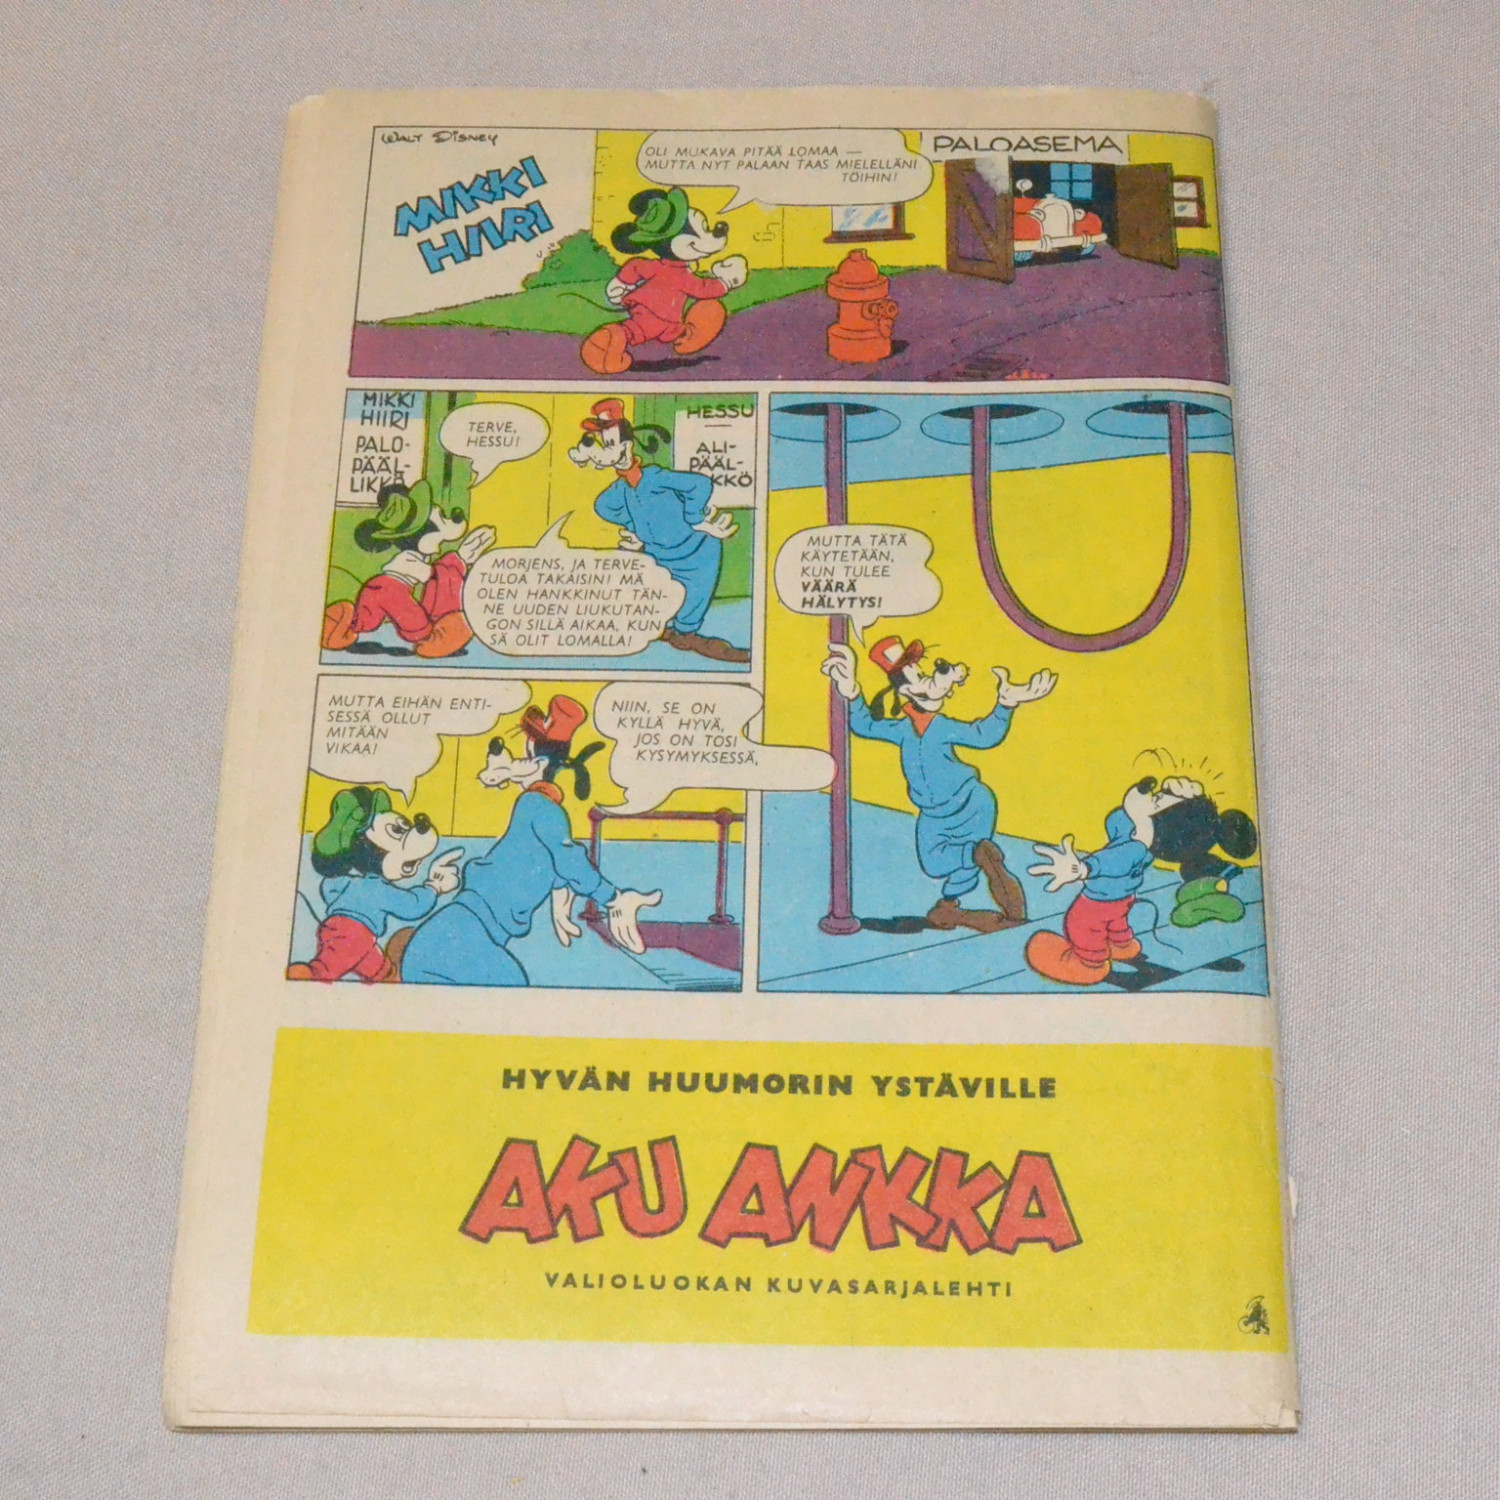 WALT DISNEY
MIKKI
HIIRI
OLI MUKAVA PITÄÄ LOMAA —
MUTTA NYT PALAAN TAAS MIELELLÄNI
TÖIHIN!
PALOASEMA
MIKKI
HIIRI
PALO-
PÄÄL-
LIKKÖ
TERVE,
HESSU!
HESSU
ALI-
PÄÄL-
KKÖ
MORJENS, JA TERVE-
TULOA TAKAISIN! MÄ
OLEN HANKKINUT TÄN-
NE UUDEN LIUKUTAN-
GON SILLÄ AIKAA, KUN
SÄ OLIT LOMALLA!
MUTTA EIHÄN ENTI-
SESSÄ OLLUT
MITÄÄN
VIKAA!
NIIN, SE ON
KYLLÄ HYVÄ,
JOS ON TOSI
KYSYMYKSESSÄ,
MUTTA TÄTÄ
KÄYTETÄÄN,
KUN TULEE
VÄÄRÄ
HÄLYTYS!
HYVÄN HUUMORIN YSTÄVILLE
AKU ANKKA
VALIOLUOKAN KUVASARJALEHTI